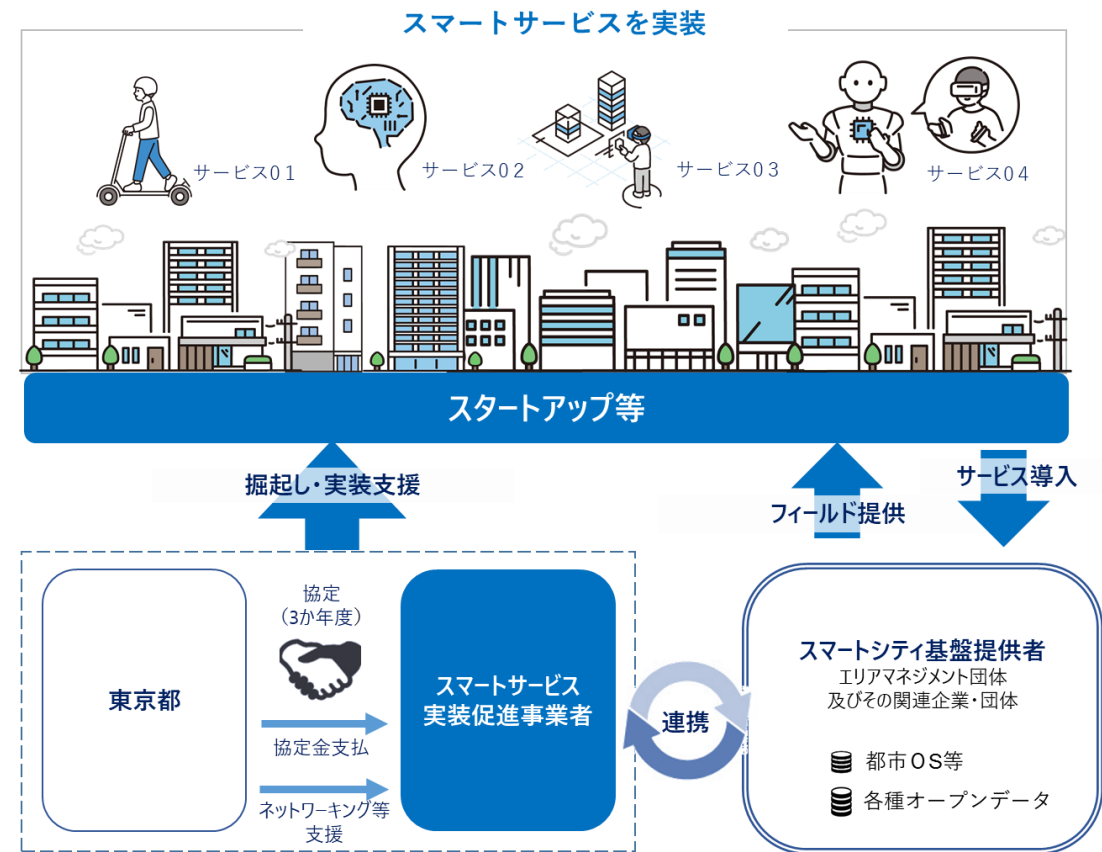 スマートサービスを実装
サービス01
サービス02
サービス03
サービス04
スタートアップ等
掘起し・実装支援
フィールド提供
サービス導入
東京都
協定
（3か年度）
協定金支払
ネットワーキング等
支援
スマートサービス
実装促進事業者
連携
スマートシティ基盤提供者
エリアマネジメント団体
及びその関連企業・団体
都市OS等
各種オープンデータ